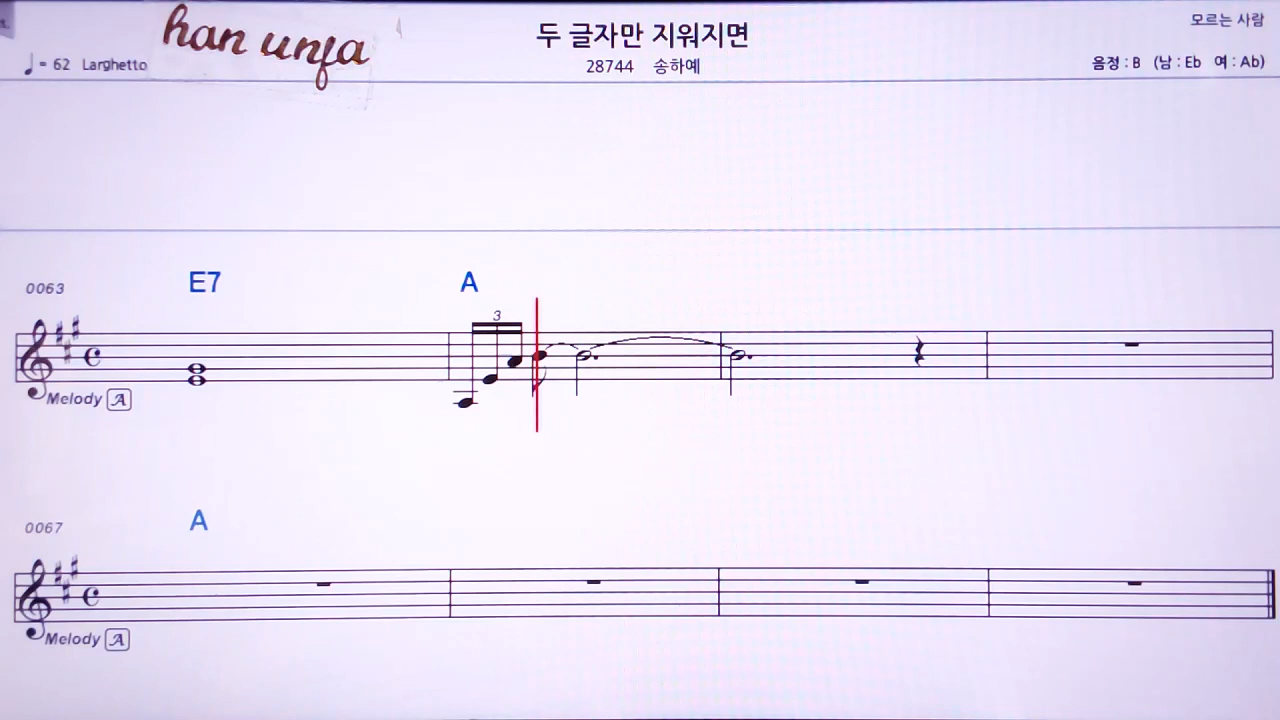 han unfa
두 글자만 지워지면
모르는 사람
♩ = 62 Larghetto
28744 송하예
음정 : B (남 : Eb 여 : Ab)
E7 A
0063
3
Melody A
A
0067
Melody A